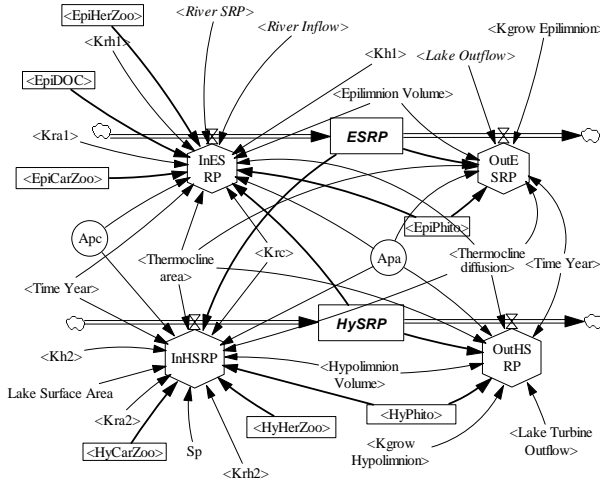 <EpiHerZoo>
<River SRP>
<River Inflow>
<Krh1>
<Kh1>
<Lake Outflow>
<Kgrow Epilimnion>
<EpiDOC>
<Epilimnion Volume>
<Kra1>
ESRP
InES
RP
OutE
SRP
<EpiCarZoo>
<EpiPhito>
Apc
<Thermocline
area>
<Krc>
Apa
<Thermocline
diffusion>
<Time Year>
<Time Year>
HySRP
<Kh2>
InHSRP
OutHS
RP
<Hypolimnion
Volume>
Lake Surface Area
<Kra2>
<HyPhito>
<HyHerZoo>
<HyCarZoo>
Sp
<Krh2>
<Kgrow
Hypolimnion>
<Lake Turbine
Outflow>